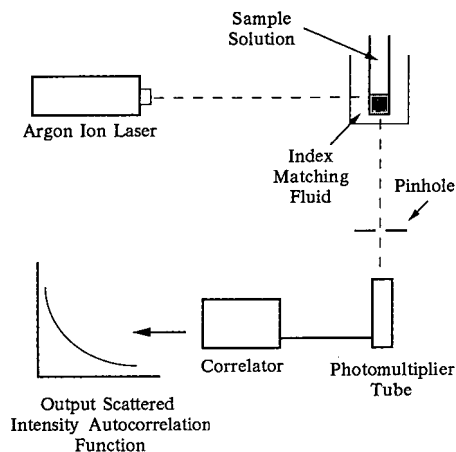 Sample
Solution
Argon Ion Laser
Index
Matching
Fluid
Pinhole
Correlator
Photomultiplier
Tube
Output Scattered
Intensity Autocorrelation
Function